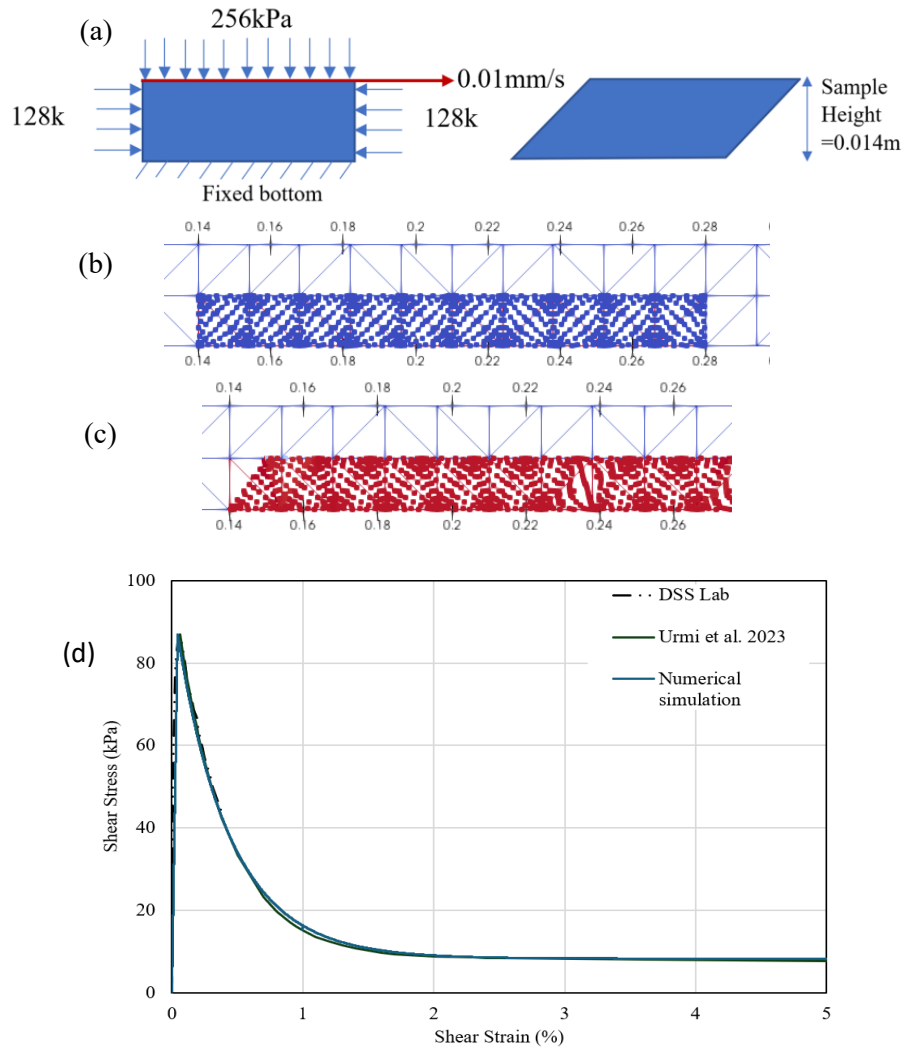 (a)
256kPa
0.01mm/s
128k
128k
Fixed bottom
Sample
Height
=0.014m
(b)
0.14 0.16 0.18 0.2 0.22 0.24 0.26 0.28
0.14 0.16 0.18 0.2 0.22 0.24 0.26 0.28
(c)
0.14 0.16 0.18 0.2 0.22 0.24 0.26
0.14 0.16 0.18 0.2 0.22 0.24 0.26
(d)
Shear Stress (kPa)
100
80
60
40
20
0
DSS Lab
Urmi et al. 2023
Numerical
simulation
0 1 2 3 4 5
Shear Strain (%)